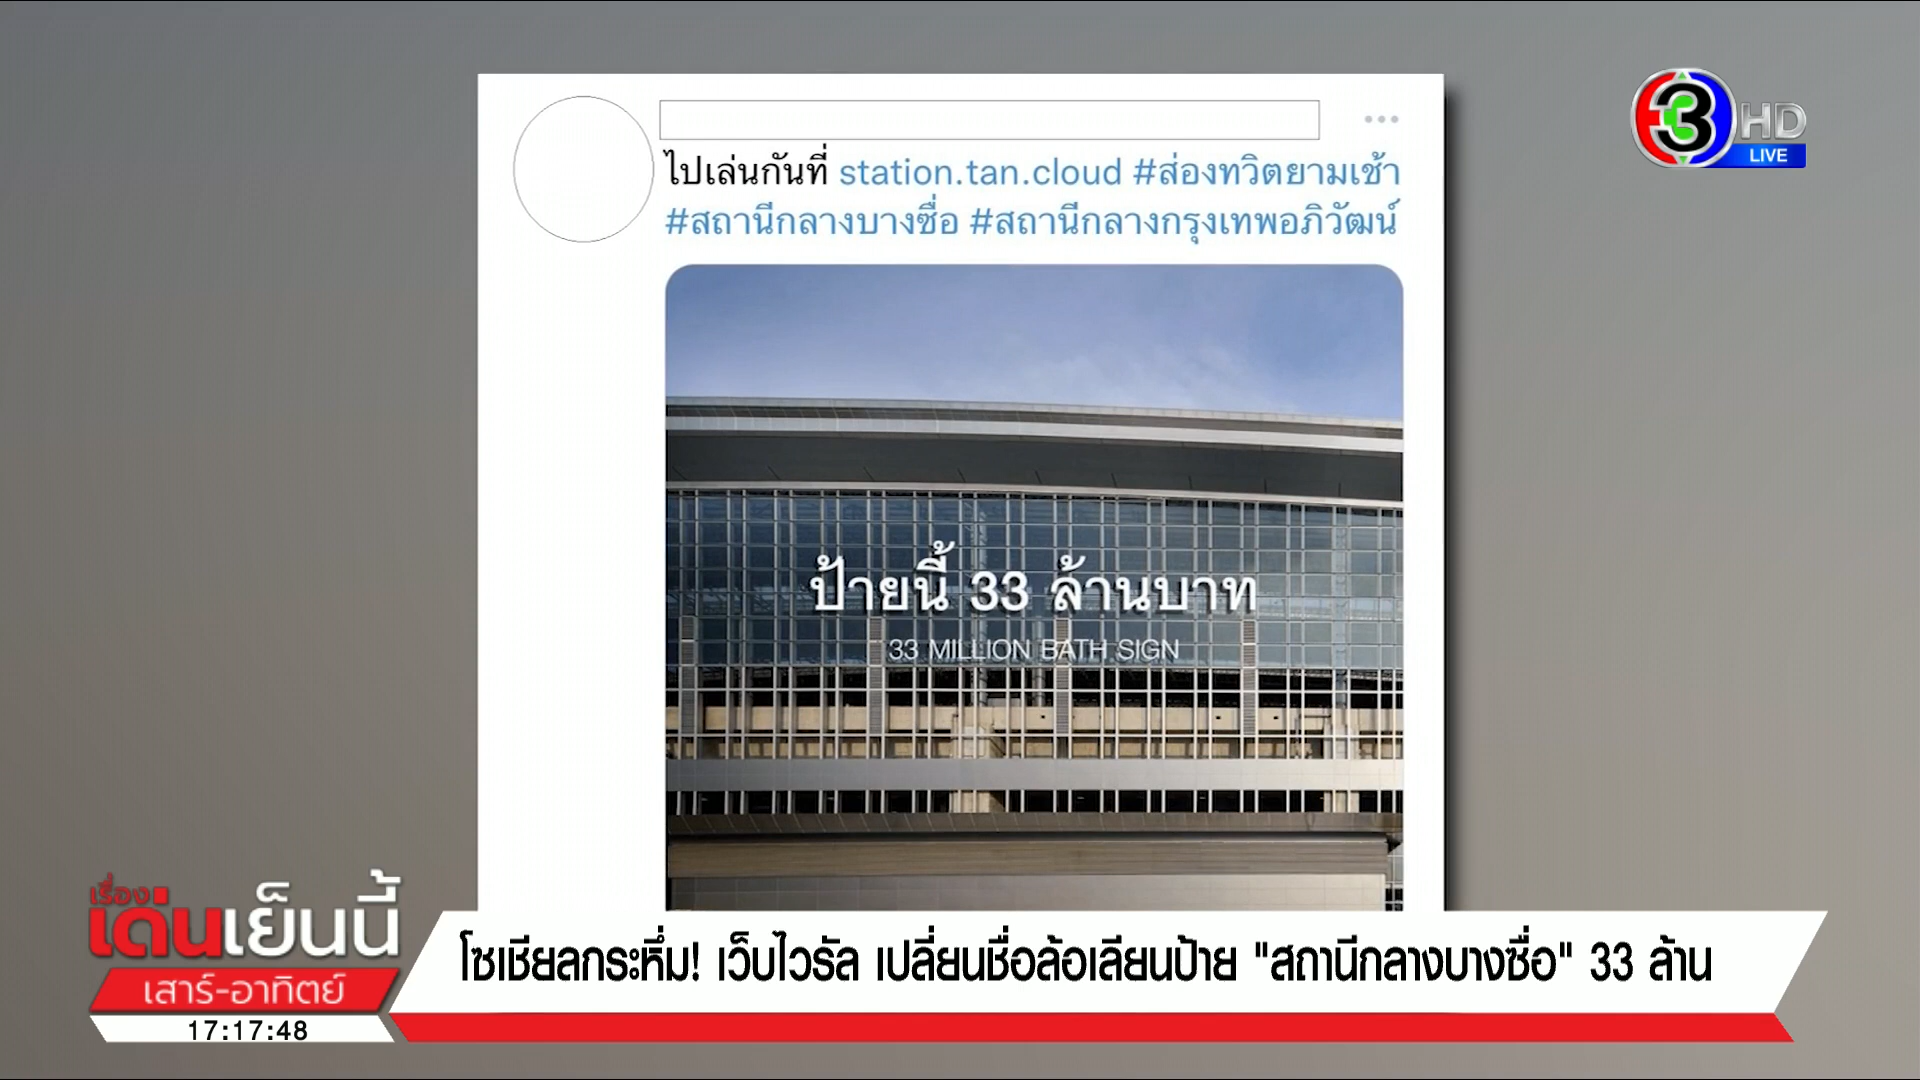 3 HD
LIVE
...
ไปเล่นกันที่ station.tan.cloud #ส่องทวิตยามเช้า
#สถานีกลางบางซื่อ #สถานีกลางกรุงเทพอภิวัฒน์
ป้ายนี้ 33 ล้านบาท
33 MILLION BATH SIGN
เรื่อง
เด่นเย็นนี้
เสาร์-อาทิตย์
17:17:48
โซเชียลกระหึ่ม! เว็บไวรัล เปลี่ยนชื่อล้อเลียนป้าย "สถานีกลางบางซื่อ" 33 ล้าน